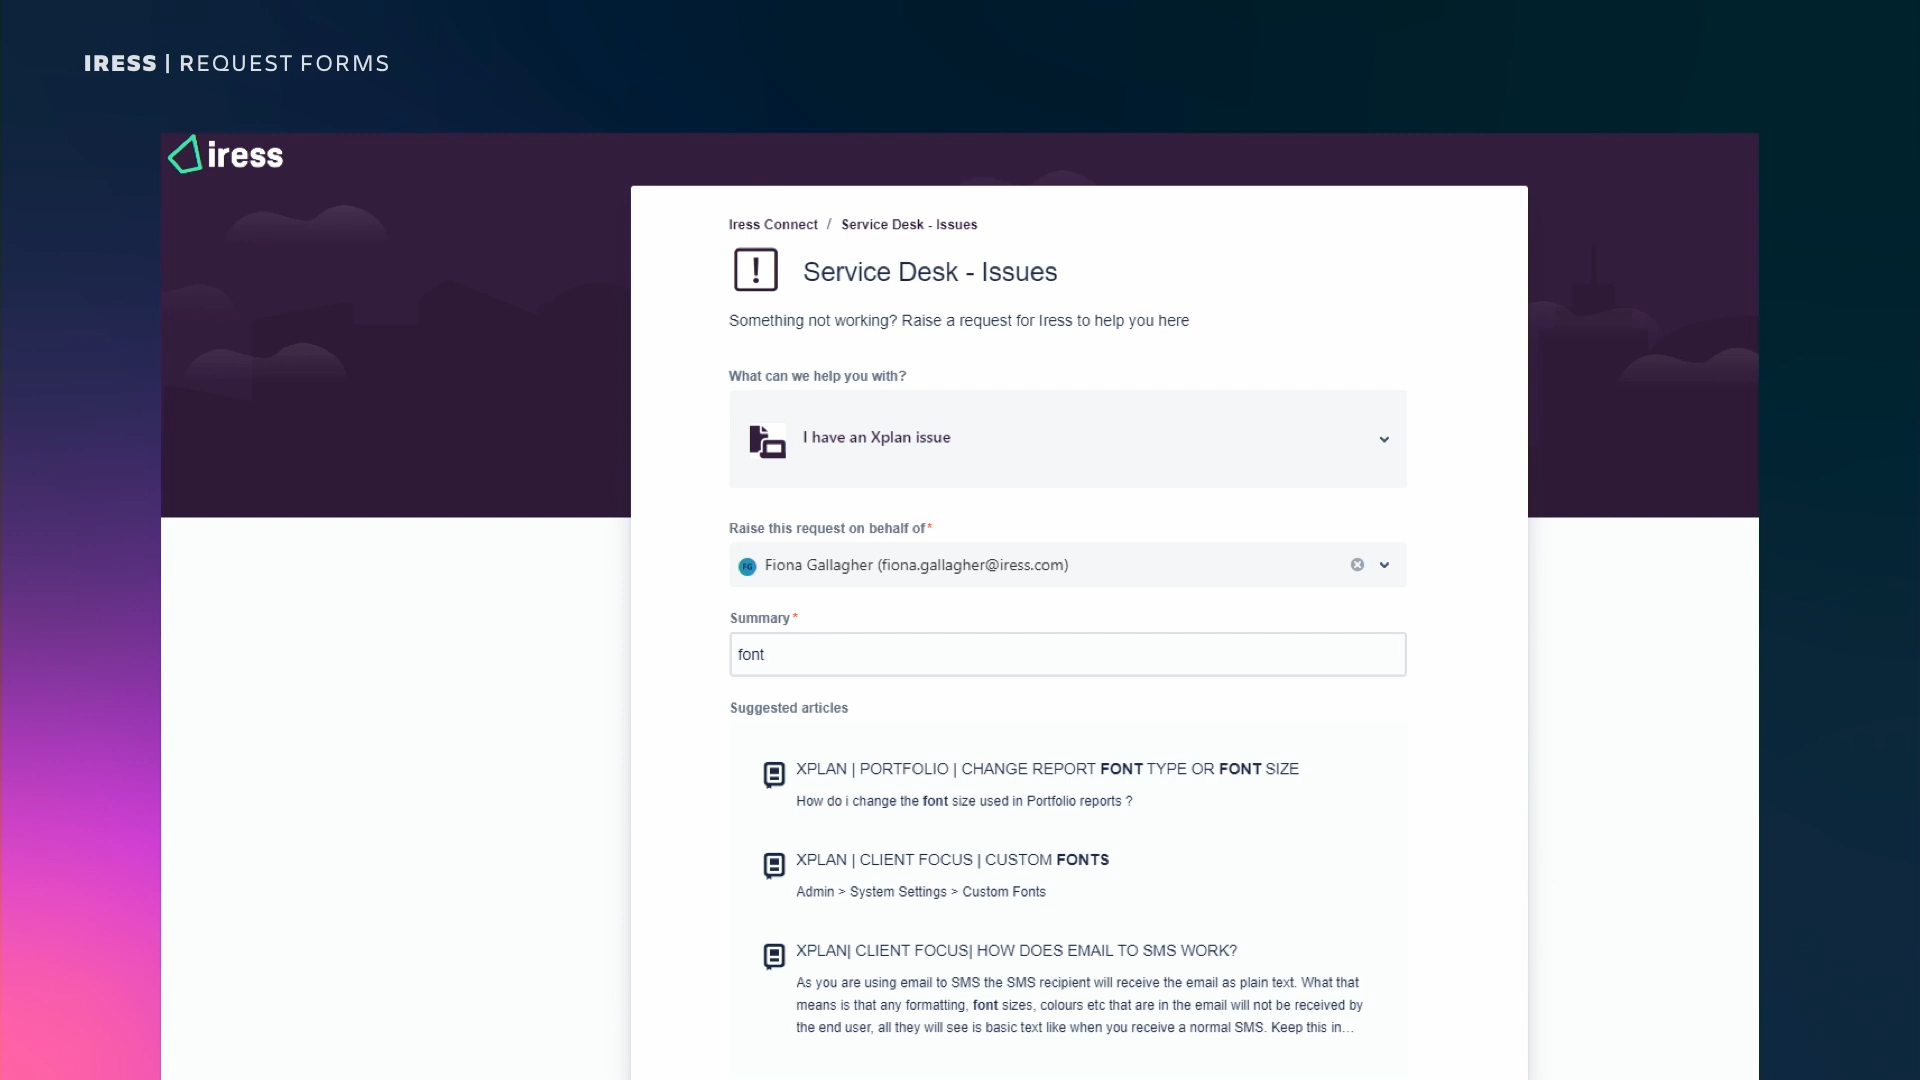 IRESS | REQUEST FORMS
iress
Iress Connect / Service Desk - Issues
Service Desk - Issues
Something not working? Raise a request for Iress to help you here
What can we help you with?
I have an Xplan issue
Raise this request on behalf of*
FG Fiona Gallagher (fiona.gallagher@iress.com)
Summary*
font
Suggested articles
XPLAN | PORTFOLIO | CHANGE REPORT FONT TYPE OR FONT SIZE
How do i change the font size used in Portfolio reports ?
XPLAN | CLIENT FOCUS | CUSTOM FONTS
Admin > System Settings > Custom Fonts
XPLAN| CLIENT FOCUS| HOW DOES EMAIL TO SMS WORK?
As you are using email to SMS the SMS recipient will receive the email as plain text. What that
means is that any formatting, font sizes, colours etc that are in the email will not be received by
the end user, all they will see is basic text like when you receive a normal SMS. Keep this in...